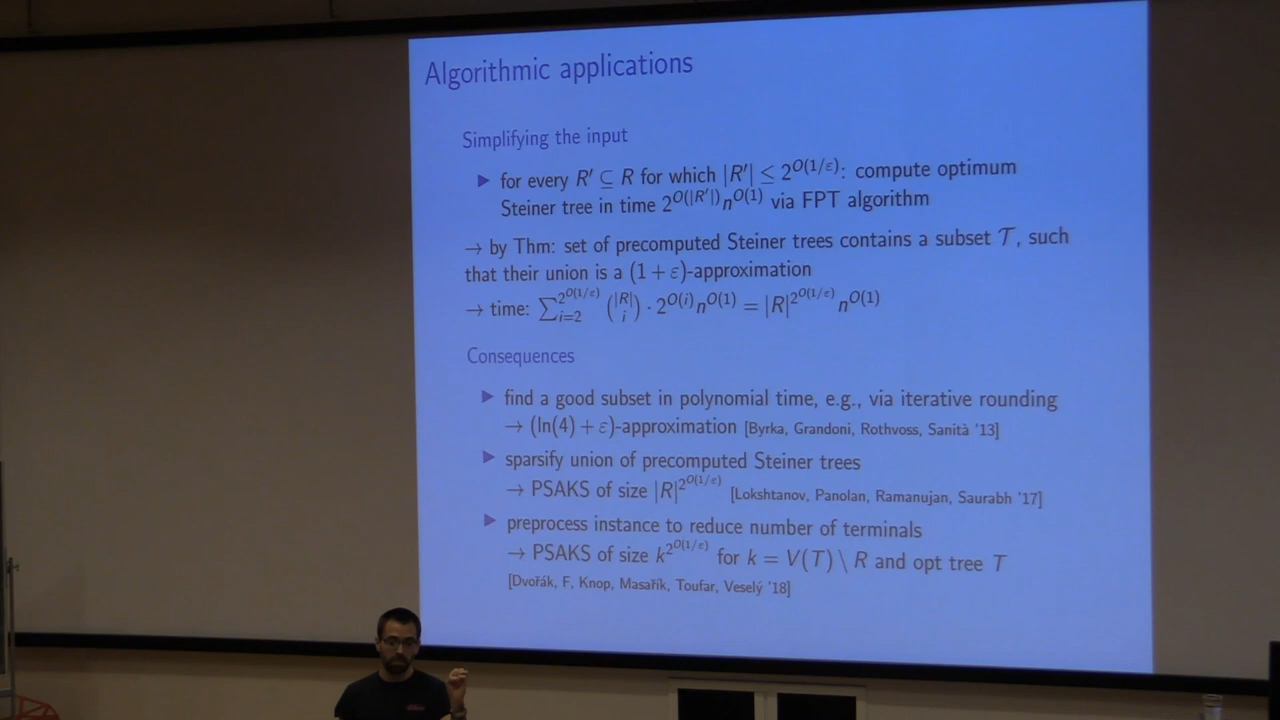 Algorithmic applications
Simplifying the input
▶ for every R′ ⊆ R for which |R′| ≤ 2^{O(1/ε)}: compute optimum
Steiner tree in time 2^{O(|R′|)}n^{O(1)} via FPT algorithm
→ by Thm: set of precomputed Steiner trees contains a subset 𝒯, such
that their union is a (1 + ε)-approximation
→ time: ∑_{i=2}^{2^{O(1/ε)}} \binom{|R|}{i} · 2^{O(i)}n^{O(1)} = |R|^{2^{O(1/ε)}} n^{O(1)}
Consequences
▶ find a good subset in polynomial time, e.g., via iterative rounding
→ (ln(4) + ε)-approximation [Byrka, Grandoni, Rothvoss, Sanità '13]
▶ sparsify union of precomputed Steiner trees
→ PSAKS of size |R|^{2^{O(1/ε)}} [Lokshtanov, Panolan, Ramanujan, Saurabh '17]
▶ preprocess instance to reduce number of terminals
→ PSAKS of size k^{2^{O(1/ε)}} for k = V(T) \ R and opt tree T
[Dvořák, F, Knop, Masařík, Toufar, Veselý '18]